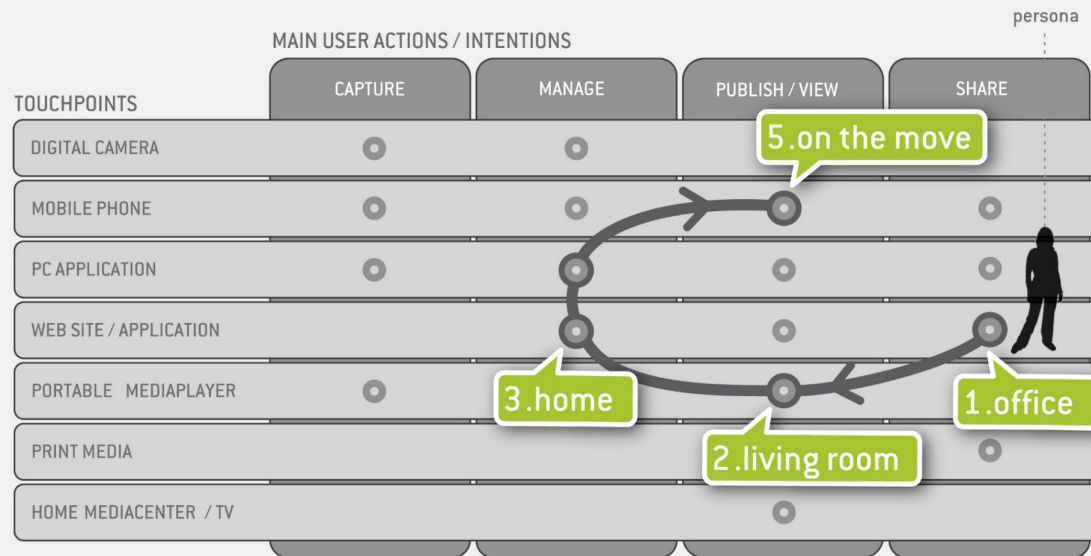 persona
MAIN USER ACTIONS / INTENTIONS
TOUCHPOINTS
CAPTURE
MANAGE
PUBLISH / VIEW
SHARE
DIGITAL CAMERA
5.on the move
MOBILE PHONE
PC APPLICATION
WEB SITE / APPLICATION
PORTABLE MEDIAPLAYER
3.home
1.office
PRINT MEDIA
2.living room
HOME MEDIACENTER / TV